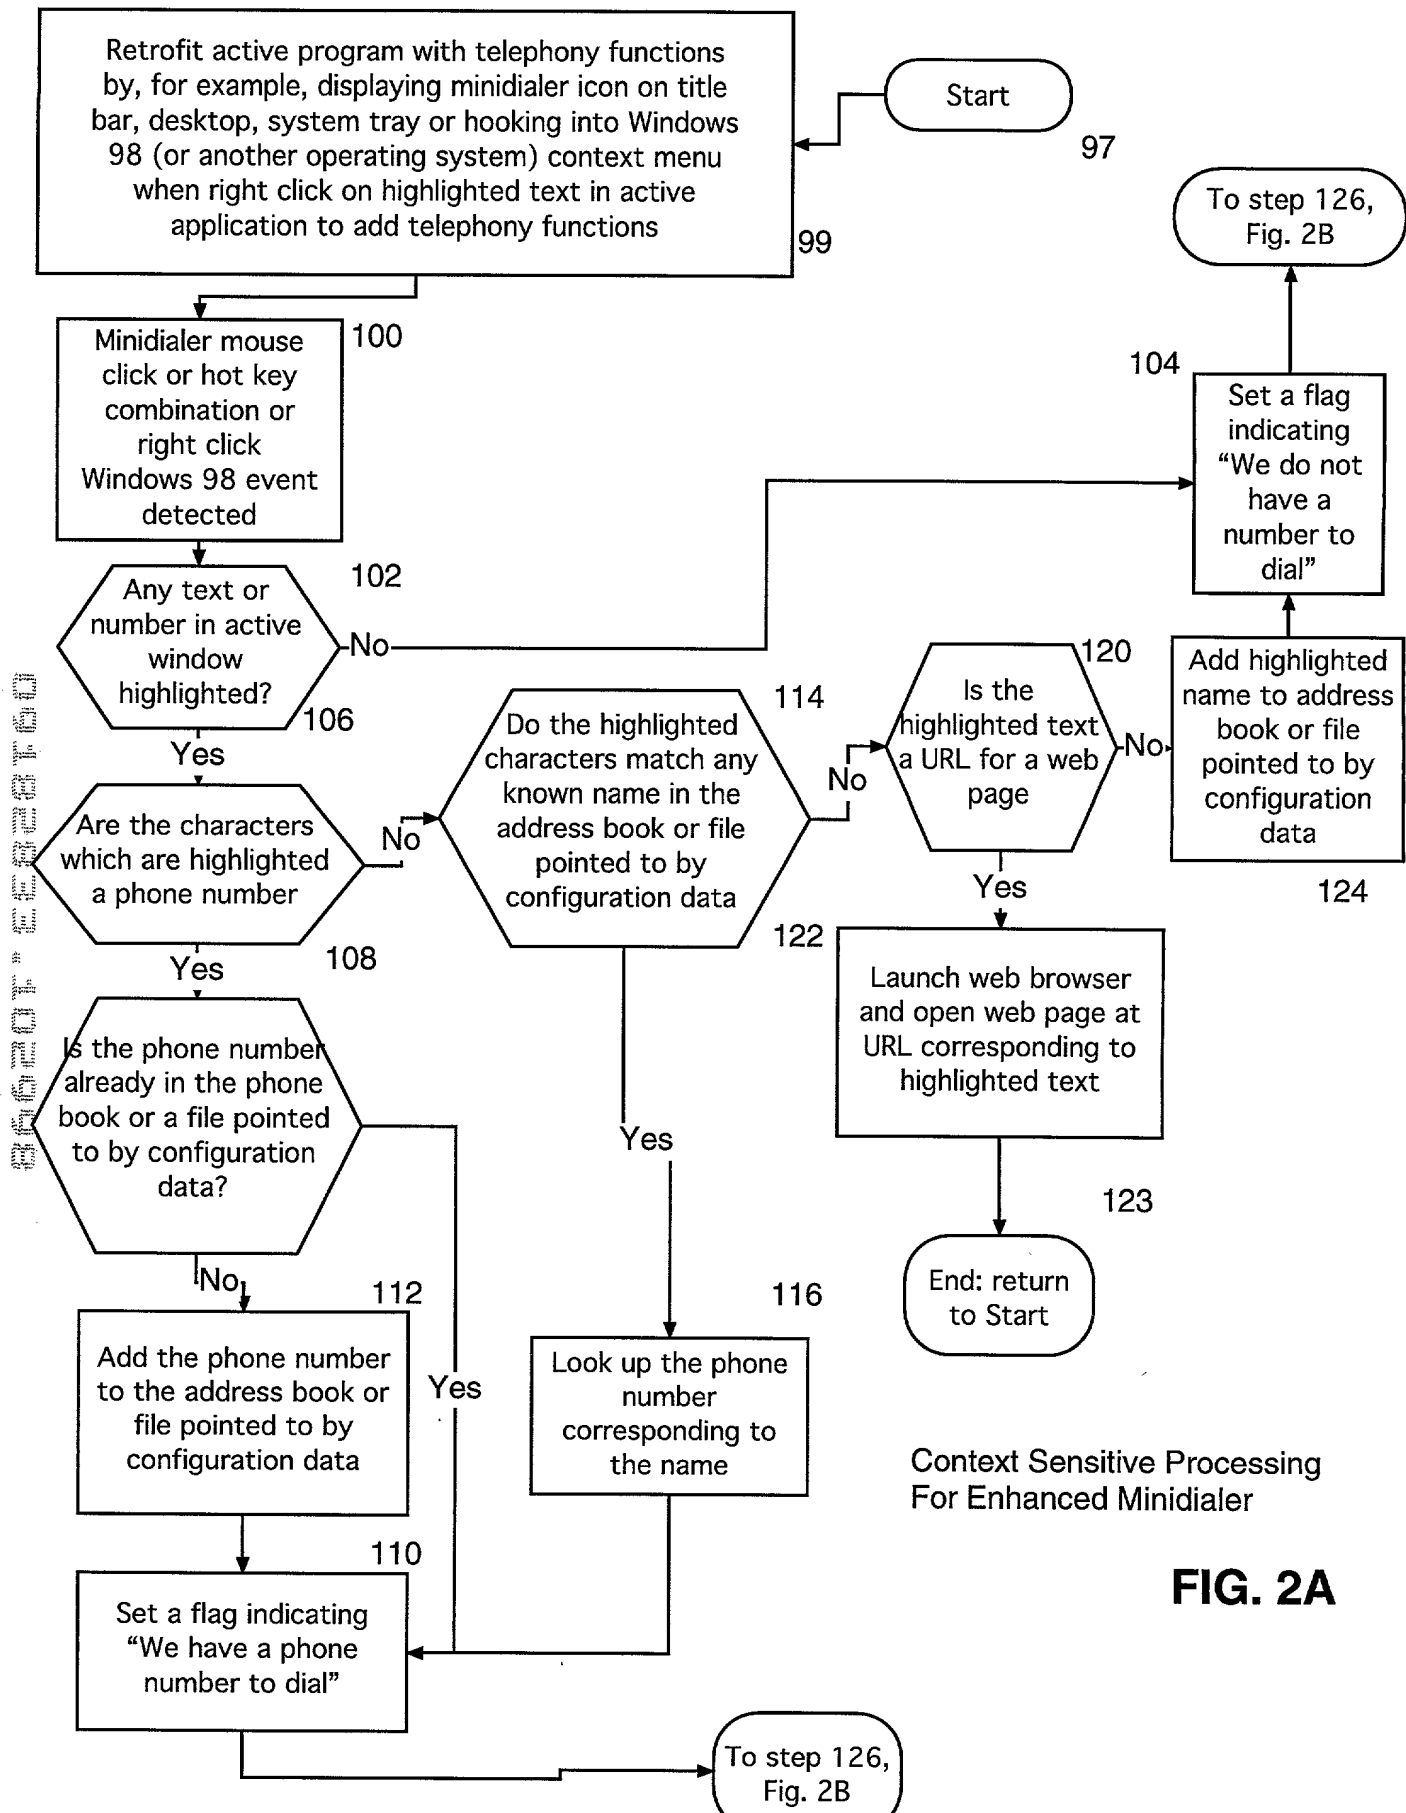 Retrofit active program with telephony functions
by, for example, displaying minidialer icon on title
bar, desktop, system tray or hooking into Windows
98 (or another operating system) context menu
when right click on highlighted text in active
application to add telephony functions
99
Start
97
To step 126,
Fig. 2B
100
Minidialer mouse
click or hot key
combination or
right click
Windows 98 event
detected
104
Set a flag
indicating
“We do not
have a
number to
dial”
102
Any text or
number in active
window
highlighted?
No
106
Yes
Are the characters
which are highlighted
a phone number
No
108
Yes
114
Do the highlighted
characters match any
known name in the
address book or file
pointed to by
configuration data
No
122
Yes
120
Is the
highlighted text
a URL for a web
page
No
Yes
Add highlighted
name to address
book or file
pointed to by
configuration
data
124
Launch web browser
and open web page at
URL corresponding to
highlighted text
123
End: return
to Start
Is the phone number
already in the phone
book or a file pointed
to by configuration
data?
No
Yes
112
Add the phone number
to the address book or
file pointed to by
configuration data
116
Look up the phone
number
corresponding to
the name
110
Set a flag indicating
“We have a phone
number to dial”
To step 126,
Fig. 2B
Context Sensitive Processing
For Enhanced Minidialer
FIG. 2A